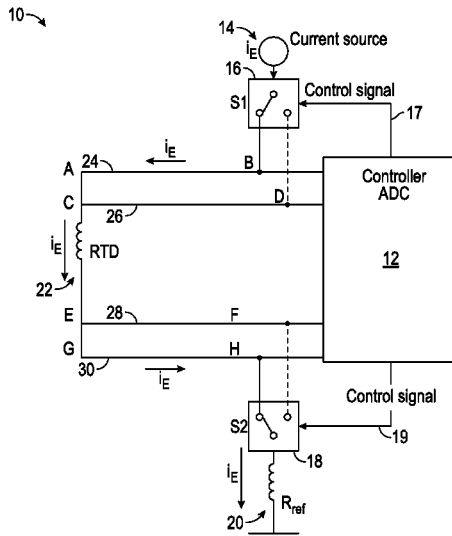 10
14
iE
Current source
16
S1
Control signal
17
iE
A
24
B
Controller
ADC
C
26
D
12
iE
RTD
22
E
28
F
G
30
H
iE
Control signal
S2
19
18
iE
Rref
20